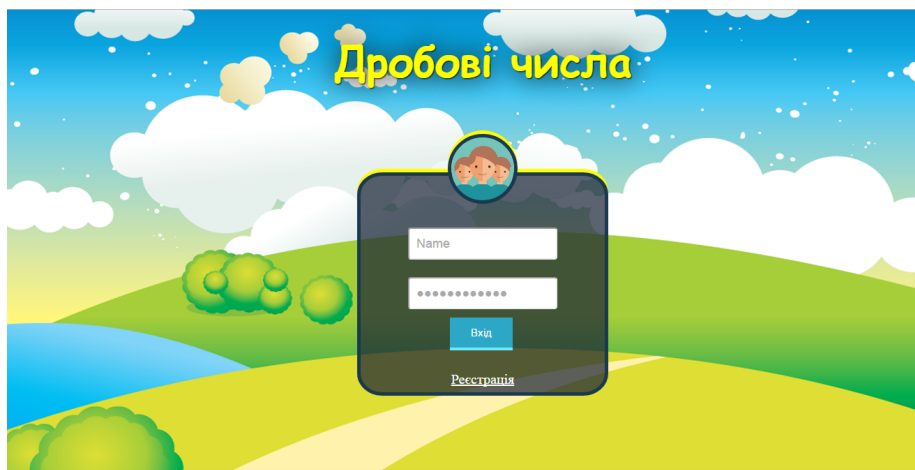 Дробові числа
Name
••••••••••••
Вхід
Реєстрація